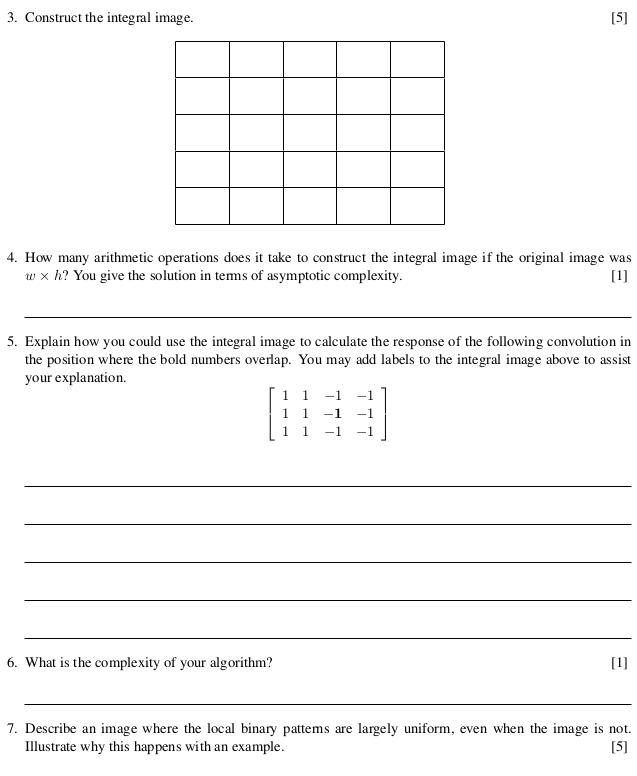 3. Construct the integral image. [5]
4. How many arithmetic operations does it take to construct the integral image if the original image was
w × h? You give the solution in terms of asymptotic complexity. [1]
5. Explain how you could use the integral image to calculate the response of the following convolution in
the position where the bold numbers overlap. You may add labels to the integral image above to assist
your explanation.
1 1 −1 −1
1 1 −1 −1
1 1 −1 −1
6. What is the complexity of your algorithm? [1]
7. Describe an image where the local binary patterns are largely uniform, even when the image is not.
Illustrate why this happens with an example. [5]